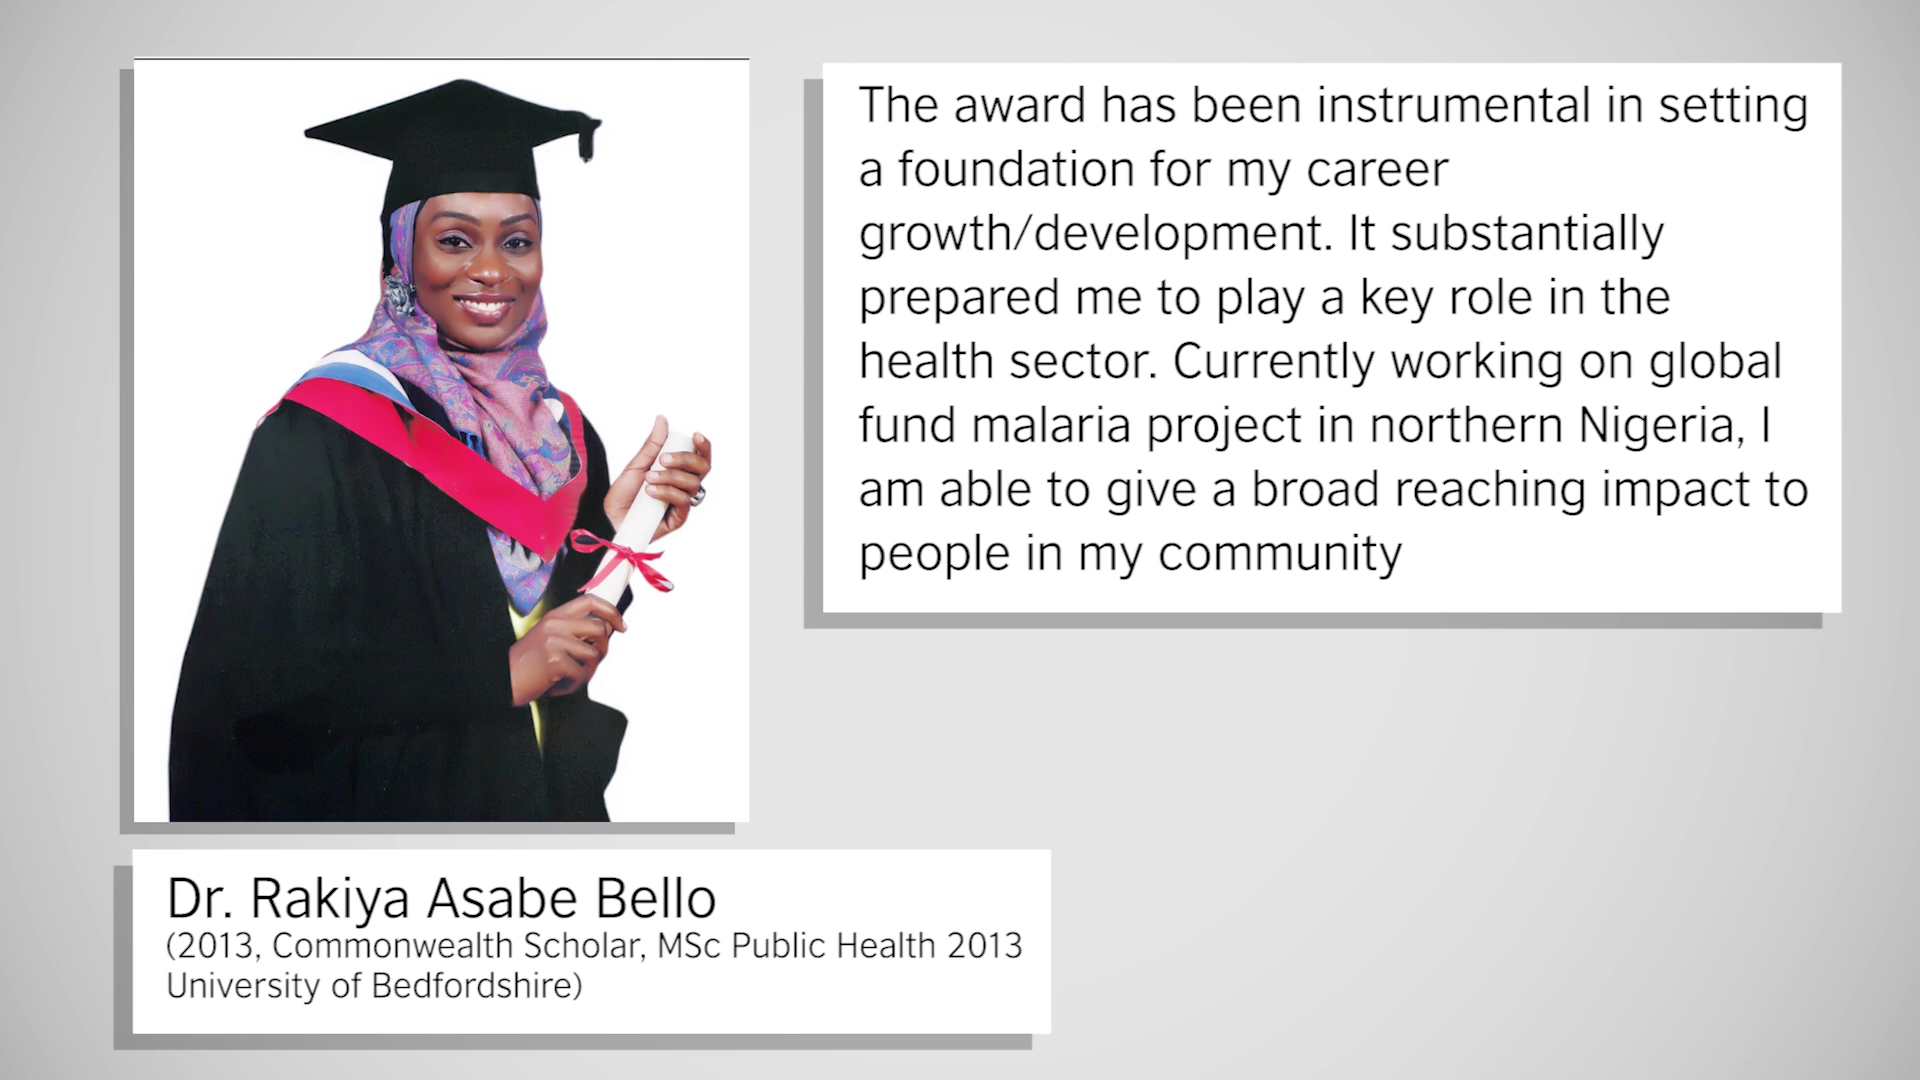 The award has been instrumental in setting
a foundation for my career
growth/development. It substantially
prepared me to play a key role in the
health sector. Currently working on global
fund malaria project in northern Nigeria, I
am able to give a broad reaching impact to
people in my community
Dr. Rakiya Asabe Bello
(2013, Commonwealth Scholar, MSc Public Health 2013
University of Bedfordshire)